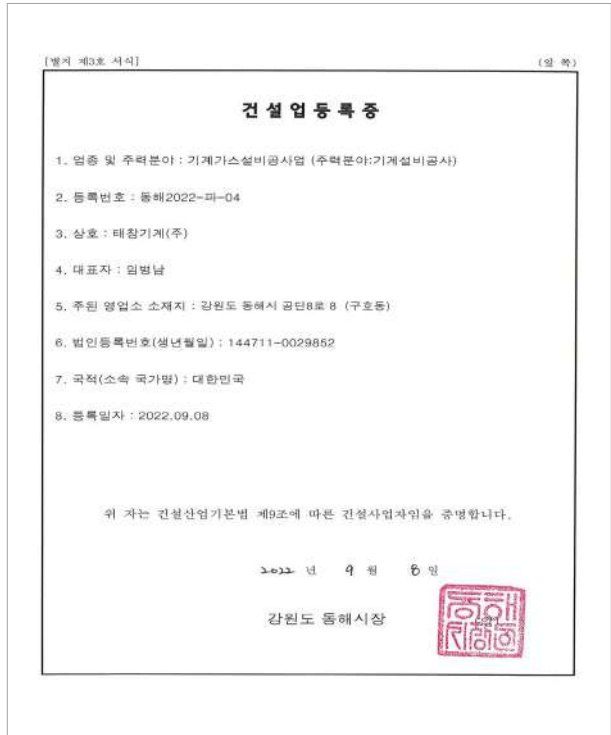 [별지 제3호 서식]
(앞 쪽)
건설업등록증
1. 업종 및 주력분야 : 기계가스설비공사업 (주력분야:기계설비공사)
2. 등록번호 : 동해2022-파-04
3. 상호 : 태참기계(주)
4. 대표자 : 임병남
5. 주된 영업소 소재지 : 강원도 동해시 공단8로 8 (구호동)
6. 법인등록번호(생년월일) : 144711-0029852
7. 국적(소속 국가명) : 대한민국
8. 등록일자 : 2022.09.08
위 자는 건설산업기본법 제9조에 따른 건설사업자임을 증명합니다.
2022 년 9 월 8 일
강원도 동해시장